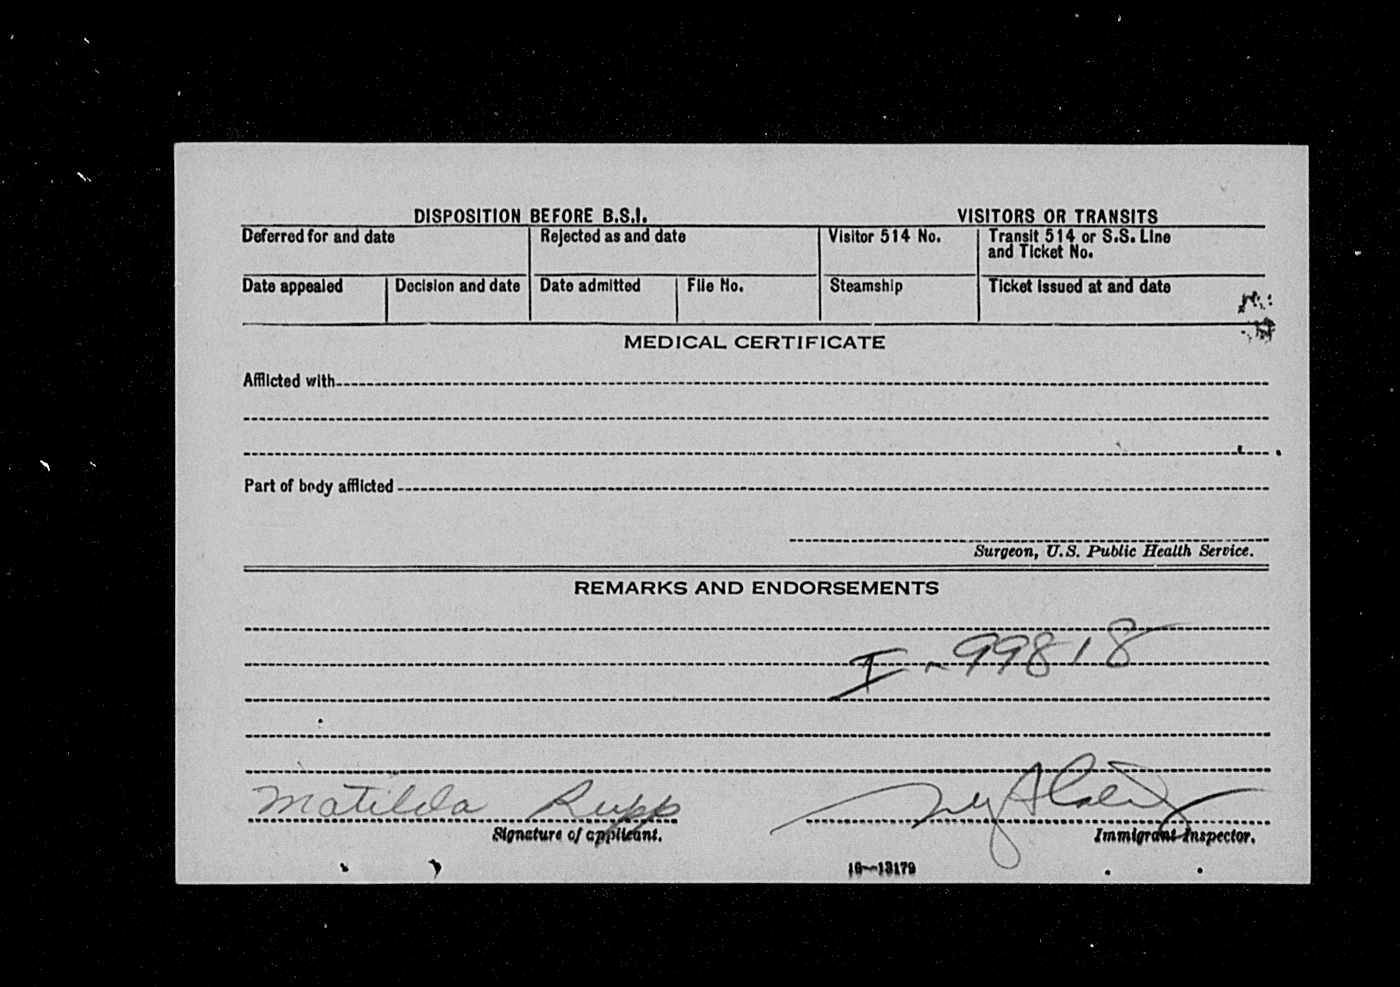 DISPOSITION BEFORE B.S.I. VISITORS OR TRANSITS
Deferred for and date Rejected as and date Visitor 514 No. Transit 514 or S.S. Line
and Ticket No.
Date appealed Decision and date Date admitted File No. Steamship Ticket issued at and date
MEDICAL CERTIFICATE
Afflicted with
Part of body afflicted
Surgeon, U.S. Public Health Service.
REMARKS AND ENDORSEMENTS
I-99818
Matilda Rupp
Signature of applicant. Immigrant Inspector.
16-13179